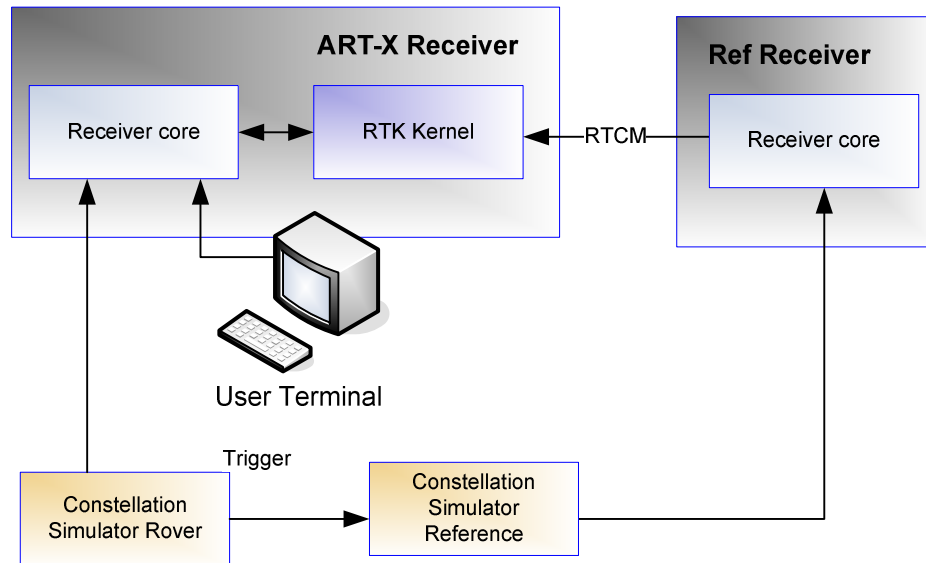 ART-X Receiver
Ref Receiver
Receiver core
RTK Kernel
RTCM
Receiver core
User Terminal
Trigger
Constellation
Simulator Rover
Constellation
Simulator
Reference